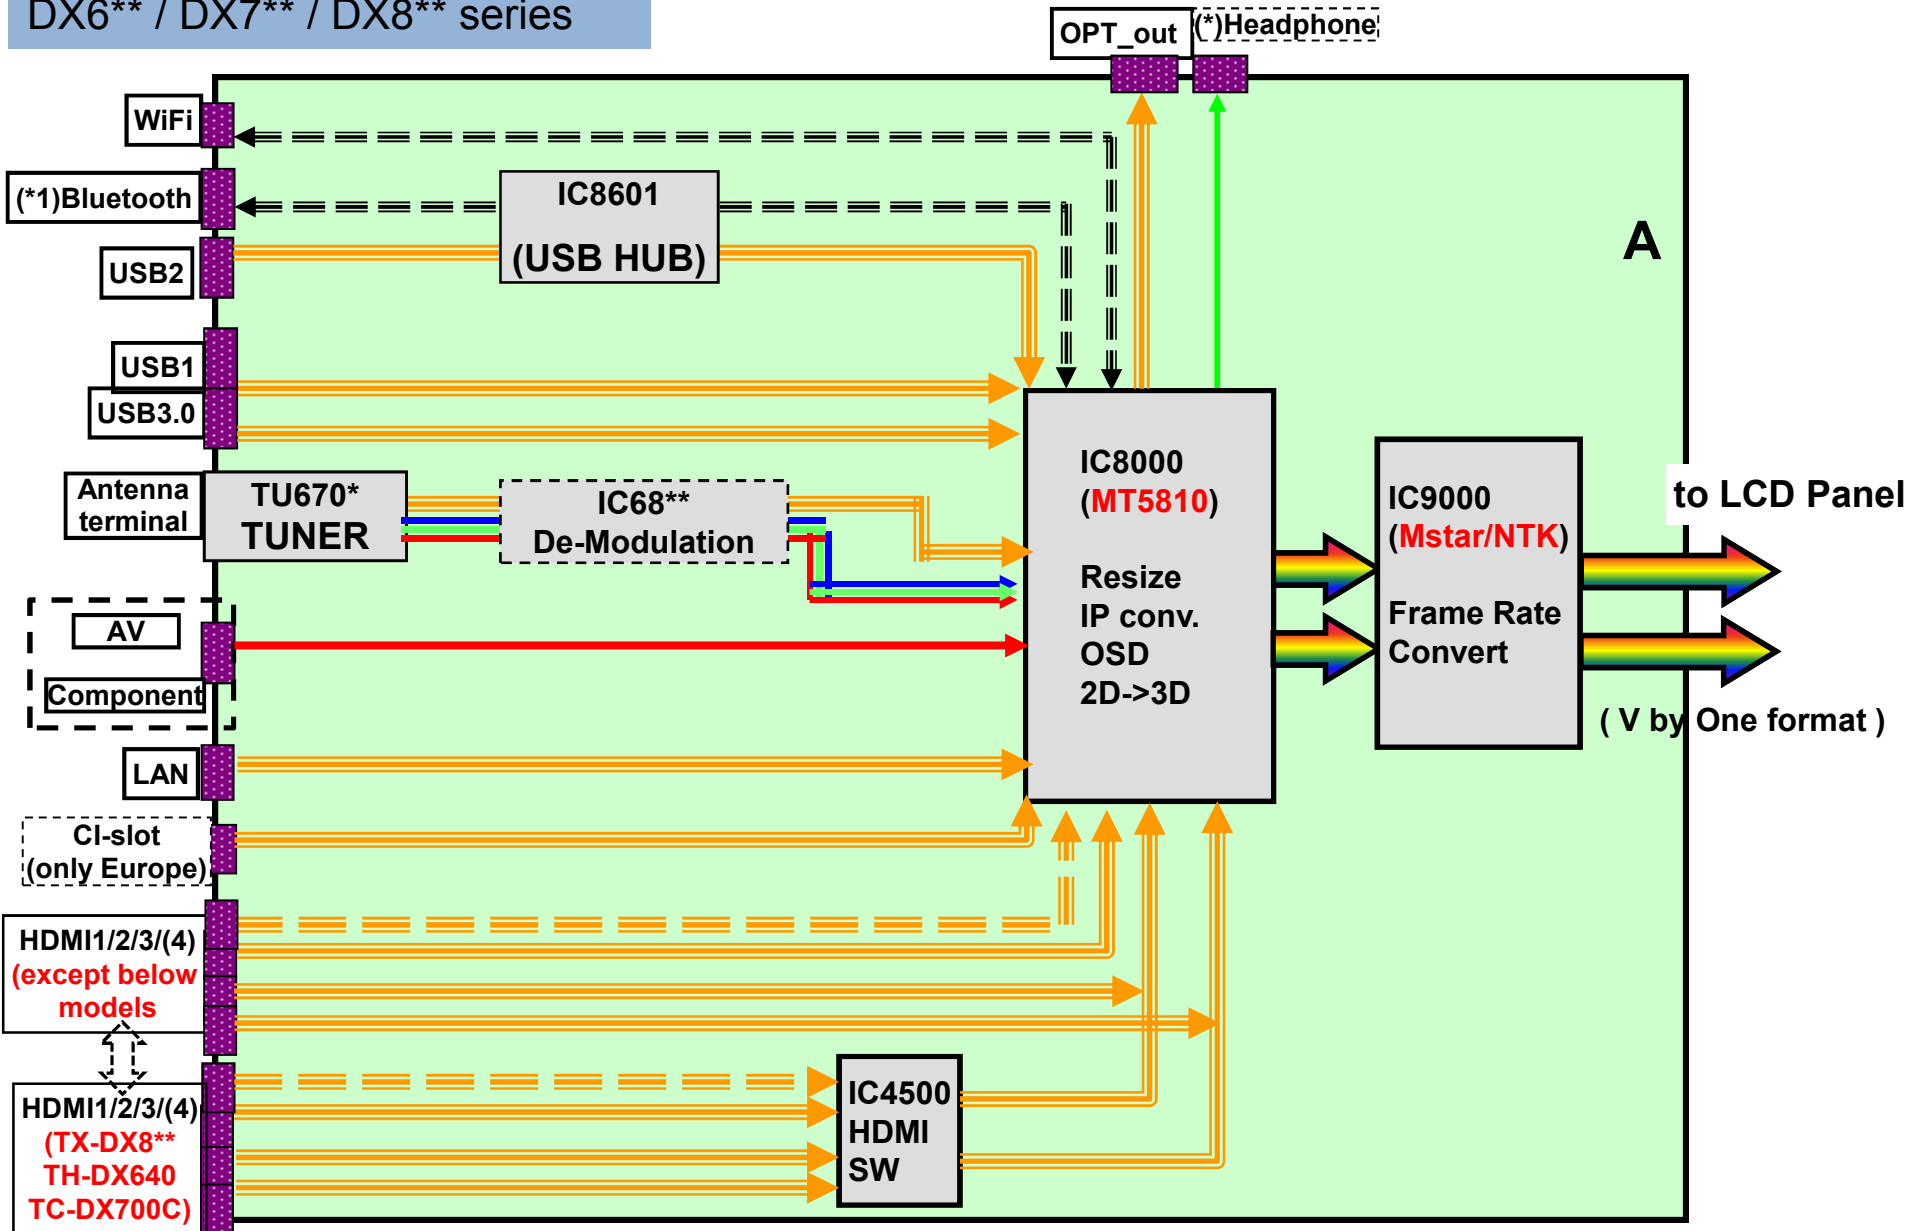 DX6** / DX7** / DX8** series
OPT_out
(*)Headphone
WiFi
(*1)Bluetooth
USB2
USB1
USB3.0
IC8601
(USB HUB)
A
Antenna
terminal
TU670*
TUNER
IC68**
De-Modulation
AV
Component
LAN
CI-slot
(only Europe)
IC8000
(MT5810)
Resize
IP conv.
OSD
2D->3D
IC9000
(Mstar/NTK)
Frame Rate
Convert
to LCD Panel
( V by One format )
HDMI1/2/3/(4)
(except below
models
HDMI1/2/3/(4)
(TX-DX8**
TH-DX640
TC-DX700C)
IC4500
HDMI
SW